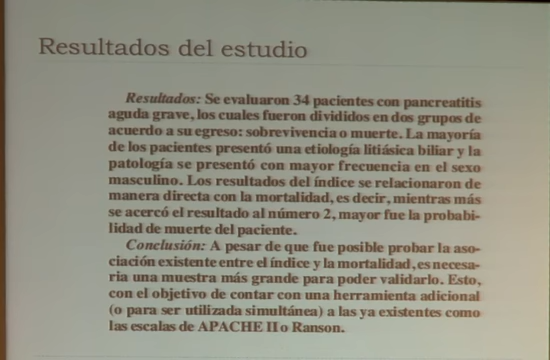 Resultados del estudio
Resultados: Se evaluaron 34 pacientes con pancreatitis
aguda grave, los cuales fueron divididos en dos grupos de
acuerdo a su egreso: sobrevivencia o muerte. La mayoría
de los pacientes presentó una etiología litiásica biliar y la
patología se presentó con mayor frecuencia en el sexo
masculino. Los resultados del índice se relacionaron de
manera directa con la mortalidad, es decir, mientras más
se acercó el resultado al número 2, mayor fue la probabi-
lidad de muerte del paciente.
Conclusión: A pesar de que fue posible probar la aso-
ciación existente entre el índice y la mortalidad, es necesa-
ria una muestra más grande para poder validarlo. Esto,
con el objetivo de contar con una herramienta adicional
(o para ser utilizada simultánea) a las ya existentes como
las escalas de APACHE II o Ranson.